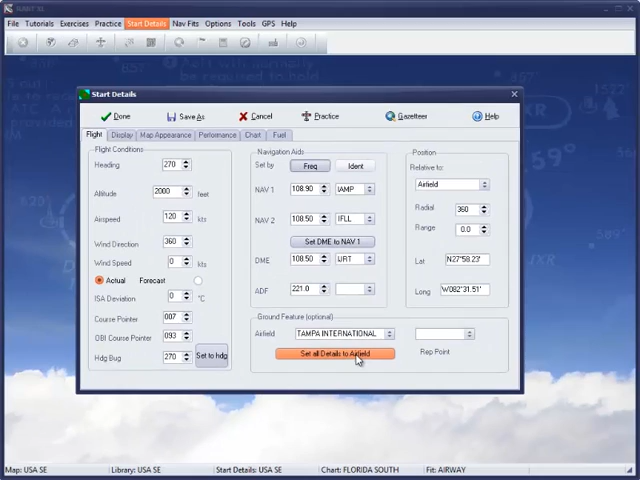 File Tutorials Exercises Practice Start Details Nav Fits Options Tools GPS Help
Start Details
Done Save As Cancel Practice Gazetteer Help
Flight Display Map Appearance Performance Chart Fuel
Flight Conditions
Heading 270
Altitude 2000 feet
Airspeed 120 kts
Wind Direction 360
Wind Speed 0 kts
Actual Forecast
ISA Deviation 0 °C
Course Pointer 007
OBI Course Pointer 093
Hdg Bug 270 Set to hdg
Navigation Aids
Set by Freq Ident
NAV 1 108.90 IAMP
NAV 2 108.50 IFLL
Set DME to NAV 1
DME 108.50 IJRT
ADF 221.0
Position
Relative to:
Airfield
Radial 360
Range 0.0
Lat N27°58.23'
Long W082°31.51'
Ground Feature (optional)
Airfield TAMPA INTERNATIONAL
Set all Details to Airfield Rep Point
Map: USA SE Library: USA SE Start Details: USA SE Chart: FLORIDA SOUTH Fit: AIRWAY